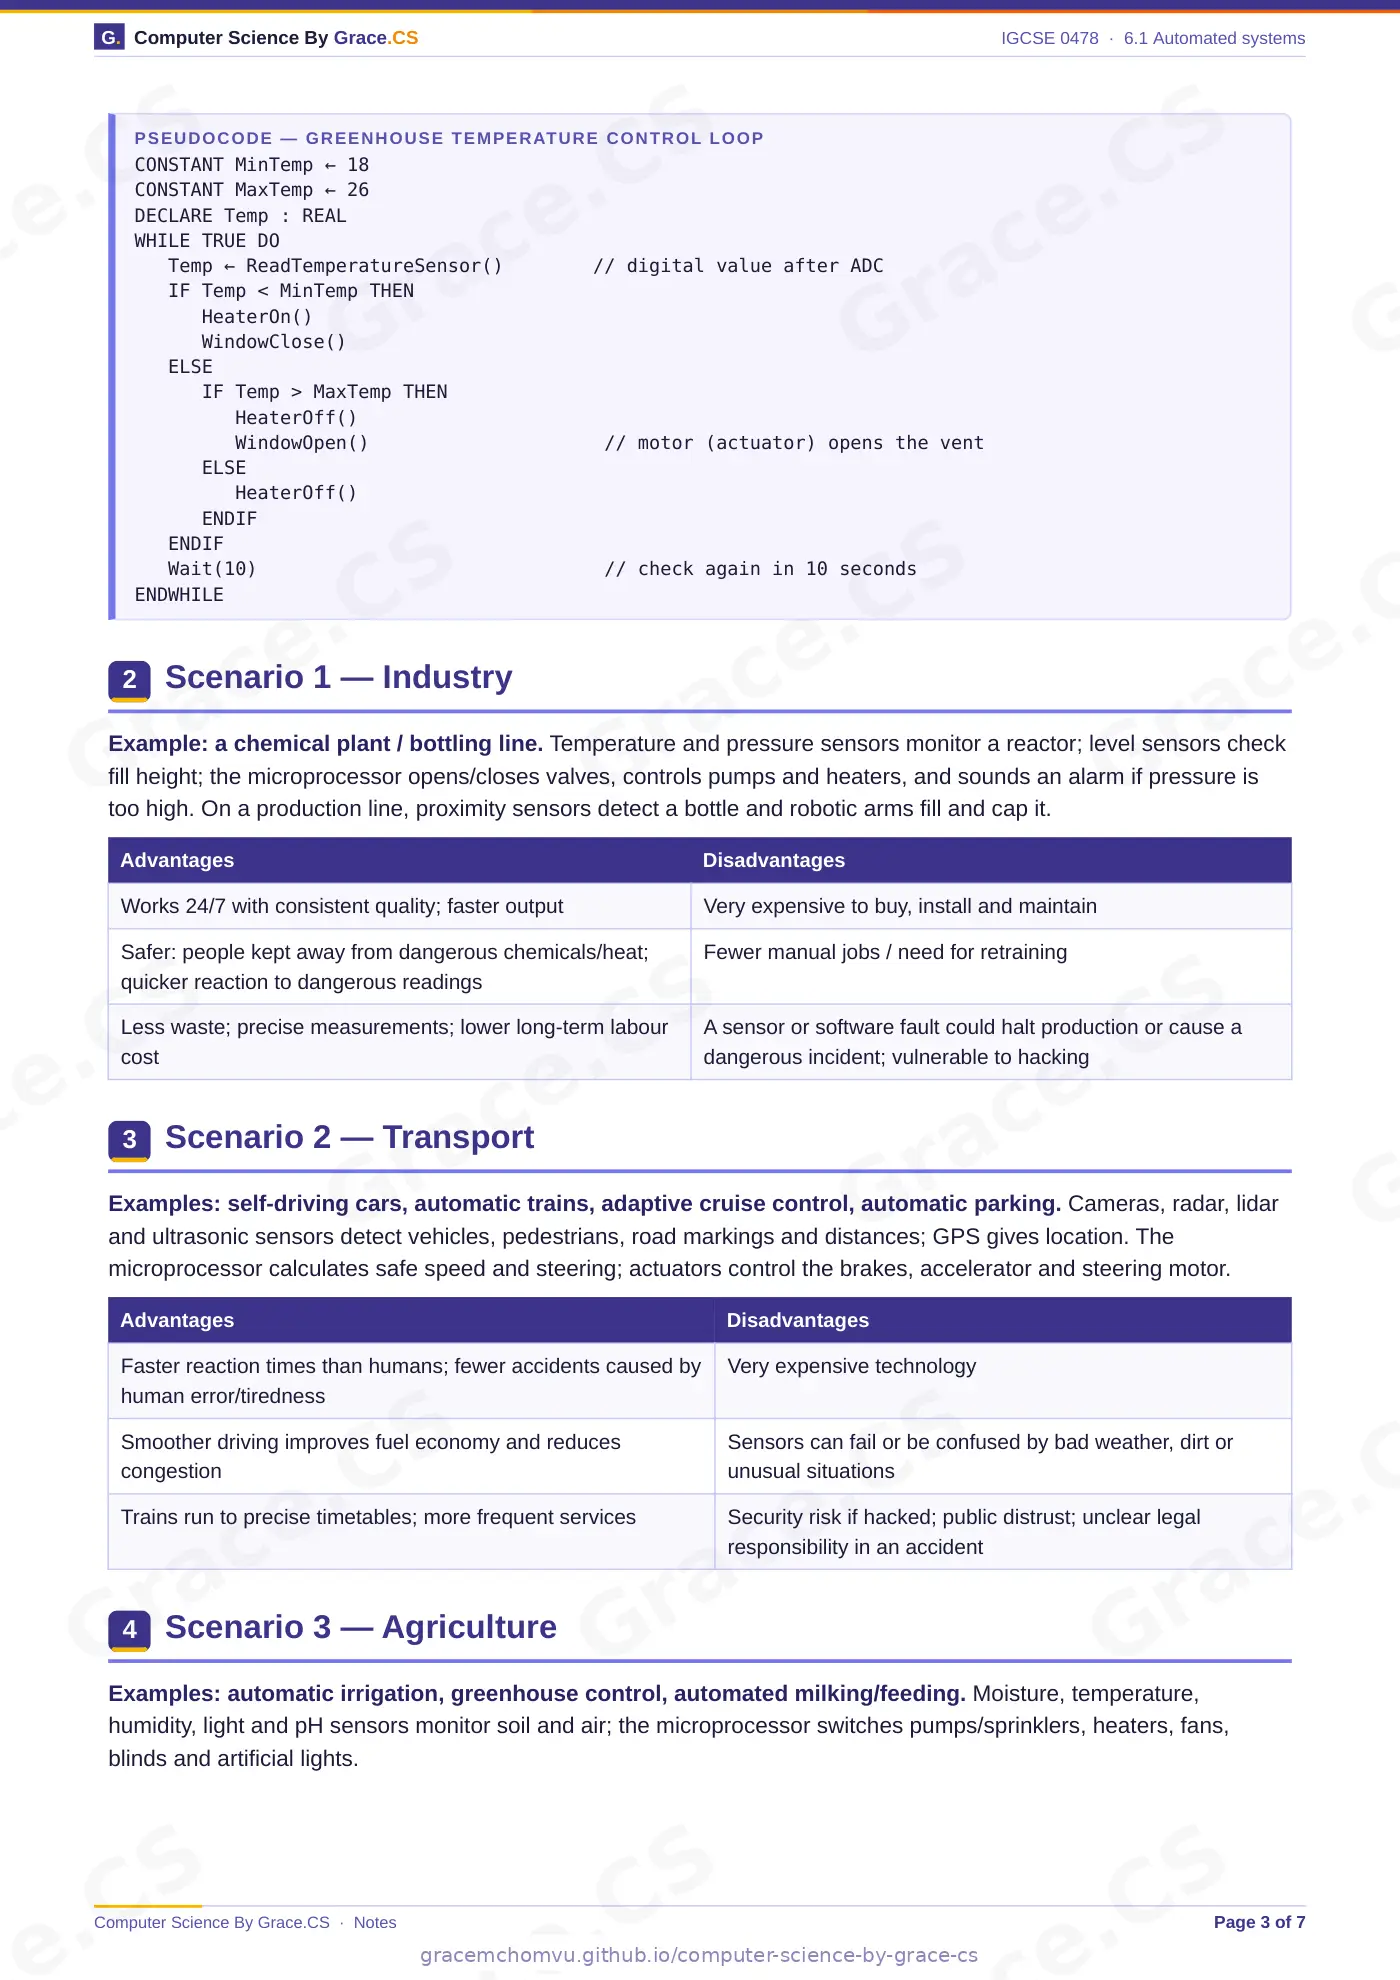 G. Computer Science By Grace.CS
IGCSE 0478 · 6.1 Automated systems
PSEUDOCODE — GREENHOUSE TEMPERATURE CONTROL LOOP
CONSTANT MinTemp ← 18
CONSTANT MaxTemp ← 26
DECLARE Temp : REAL
WHILE TRUE DO
   Temp ← ReadTemperatureSensor()        // digital value after ADC
   IF Temp < MinTemp THEN
      HeaterOn()
      WindowClose()
   ELSE
      IF Temp > MaxTemp THEN
         HeaterOff()
         WindowOpen()                     // motor (actuator) opens the vent
      ELSE
         HeaterOff()
      ENDIF
   ENDIF
   Wait(10)                               // check again in 10 seconds
ENDWHILE
2 Scenario 1 — Industry
Example: a chemical plant / bottling line. Temperature and pressure sensors monitor a reactor; level sensors check
fill height; the microprocessor opens/closes valves, controls pumps and heaters, and sounds an alarm if pressure is
too high. On a production line, proximity sensors detect a bottle and robotic arms fill and cap it.
Advantages Disadvantages
Works 24/7 with consistent quality; faster output
Very expensive to buy, install and maintain
Safer: people kept away from dangerous chemicals/heat;
quicker reaction to dangerous readings
Fewer manual jobs / need for retraining
Less waste; precise measurements; lower long-term labour
cost
A sensor or software fault could halt production or cause a
dangerous incident; vulnerable to hacking
3 Scenario 2 — Transport
Examples: self-driving cars, automatic trains, adaptive cruise control, automatic parking. Cameras, radar, lidar
and ultrasonic sensors detect vehicles, pedestrians, road markings and distances; GPS gives location. The
microprocessor calculates safe speed and steering; actuators control the brakes, accelerator and steering motor.
Advantages Disadvantages
Faster reaction times than humans; fewer accidents caused by
human error/tiredness
Very expensive technology
Smoother driving improves fuel economy and reduces
congestion
Sensors can fail or be confused by bad weather, dirt or
unusual situations
Trains run to precise timetables; more frequent services
Security risk if hacked; public distrust; unclear legal
responsibility in an accident
4 Scenario 3 — Agriculture
Examples: automatic irrigation, greenhouse control, automated milking/feeding. Moisture, temperature,
humidity, light and pH sensors monitor soil and air; the microprocessor switches pumps/sprinklers, heaters, fans,
blinds and artificial lights.
Computer Science By Grace.CS · Notes
Page 3 of 7
gracemchomvu.github.io/computer-science-by-grace-cs